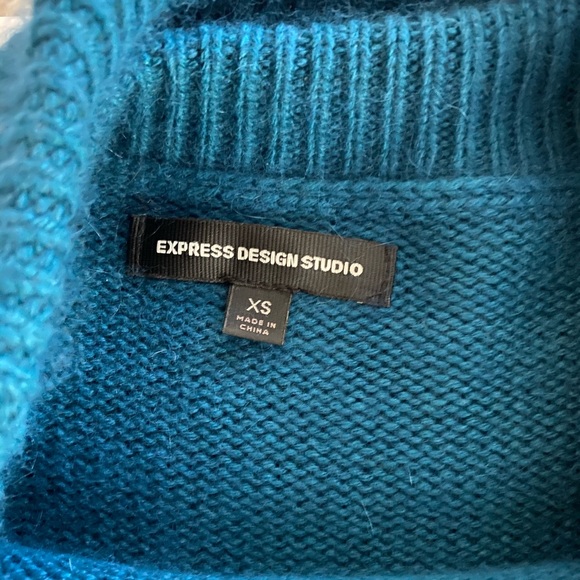 EXPRESS DESIGN STUDIO
XS
MADE IN
CHINA